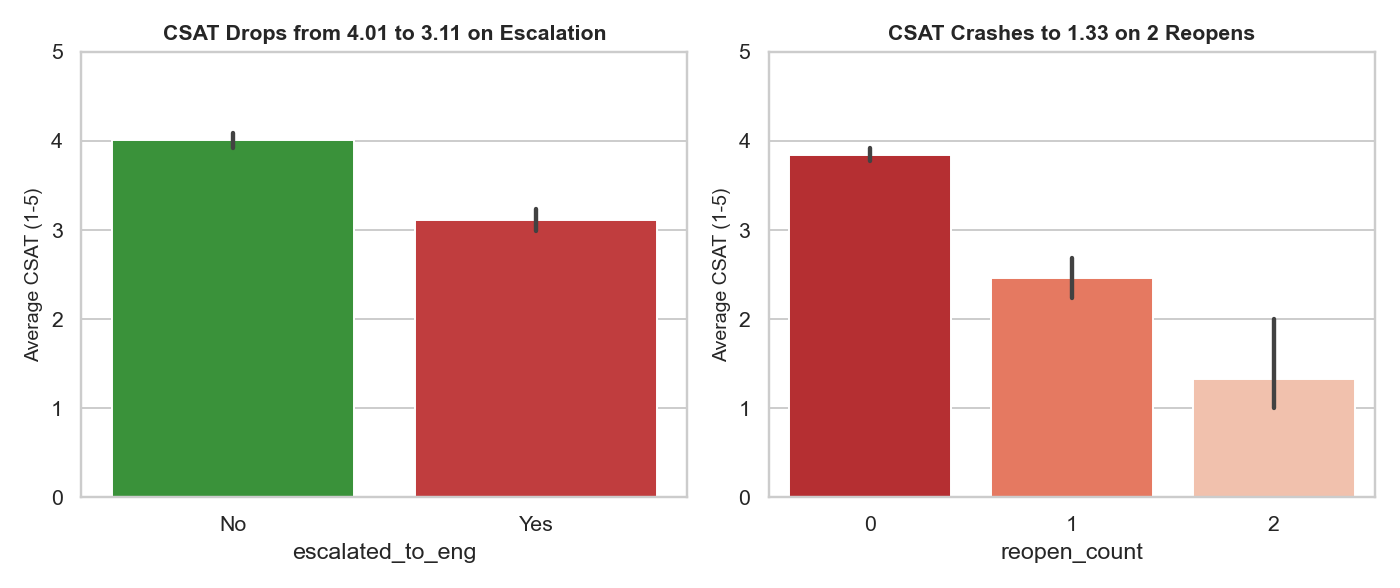 CSAT Drops from 4.01 to 3.11 on Escalation
5
4
3
2
1
0
Average CSAT (1-5)
No Yes
escalated_to_eng
CSAT Crashes to 1.33 on 2 Reopens
5
4
3
2
1
0
Average CSAT (1-5)
0 1 2
reopen_count